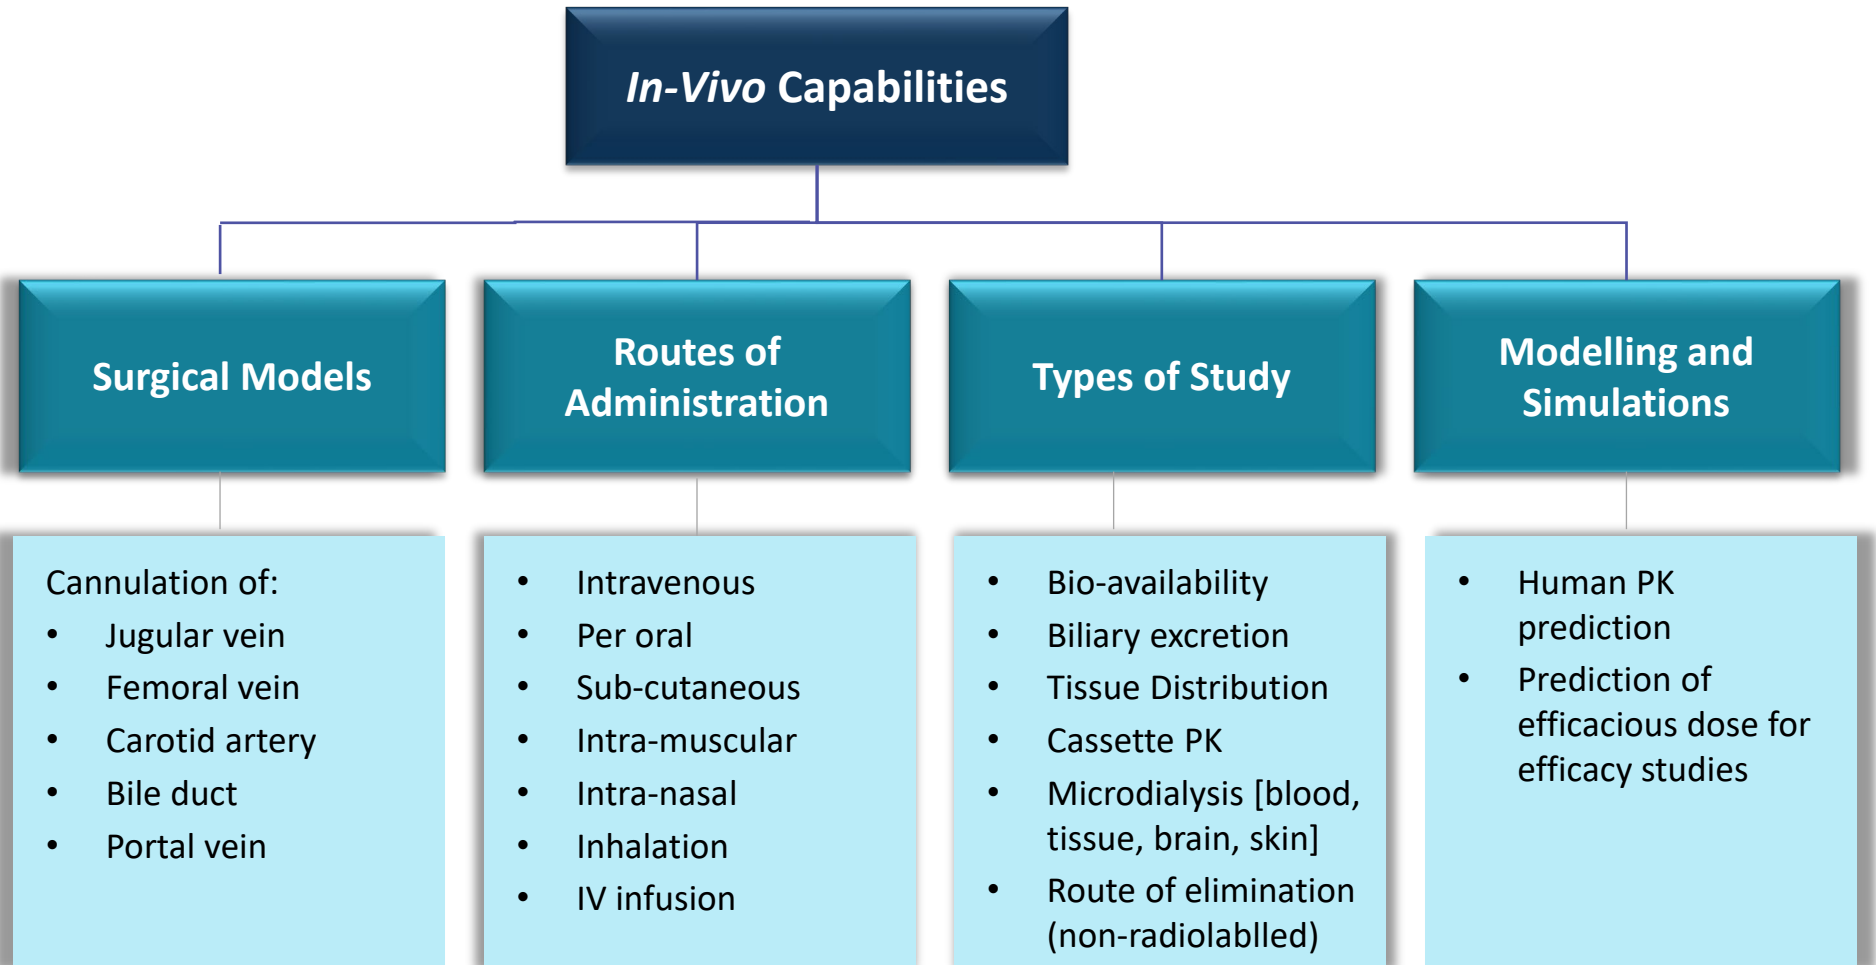 In-Vivo Capabilities
Surgical Models
Routes of
Administration
Types of Study
Modelling and
Simulations
Cannulation of:
• Jugular vein
• Femoral vein
• Carotid artery
• Bile duct
• Portal vein
• Intravenous
• Per oral
• Sub-cutaneous
• Intra-muscular
• Intra-nasal
• Inhalation
• IV infusion
• Bio-availability
• Biliary excretion
• Tissue Distribution
• Cassette PK
• Microdialysis [blood,
tissue, brain, skin]
• Route of elimination
(non-radiolablled)
• Human PK
prediction
• Prediction of
efficacious dose for
efficacy studies